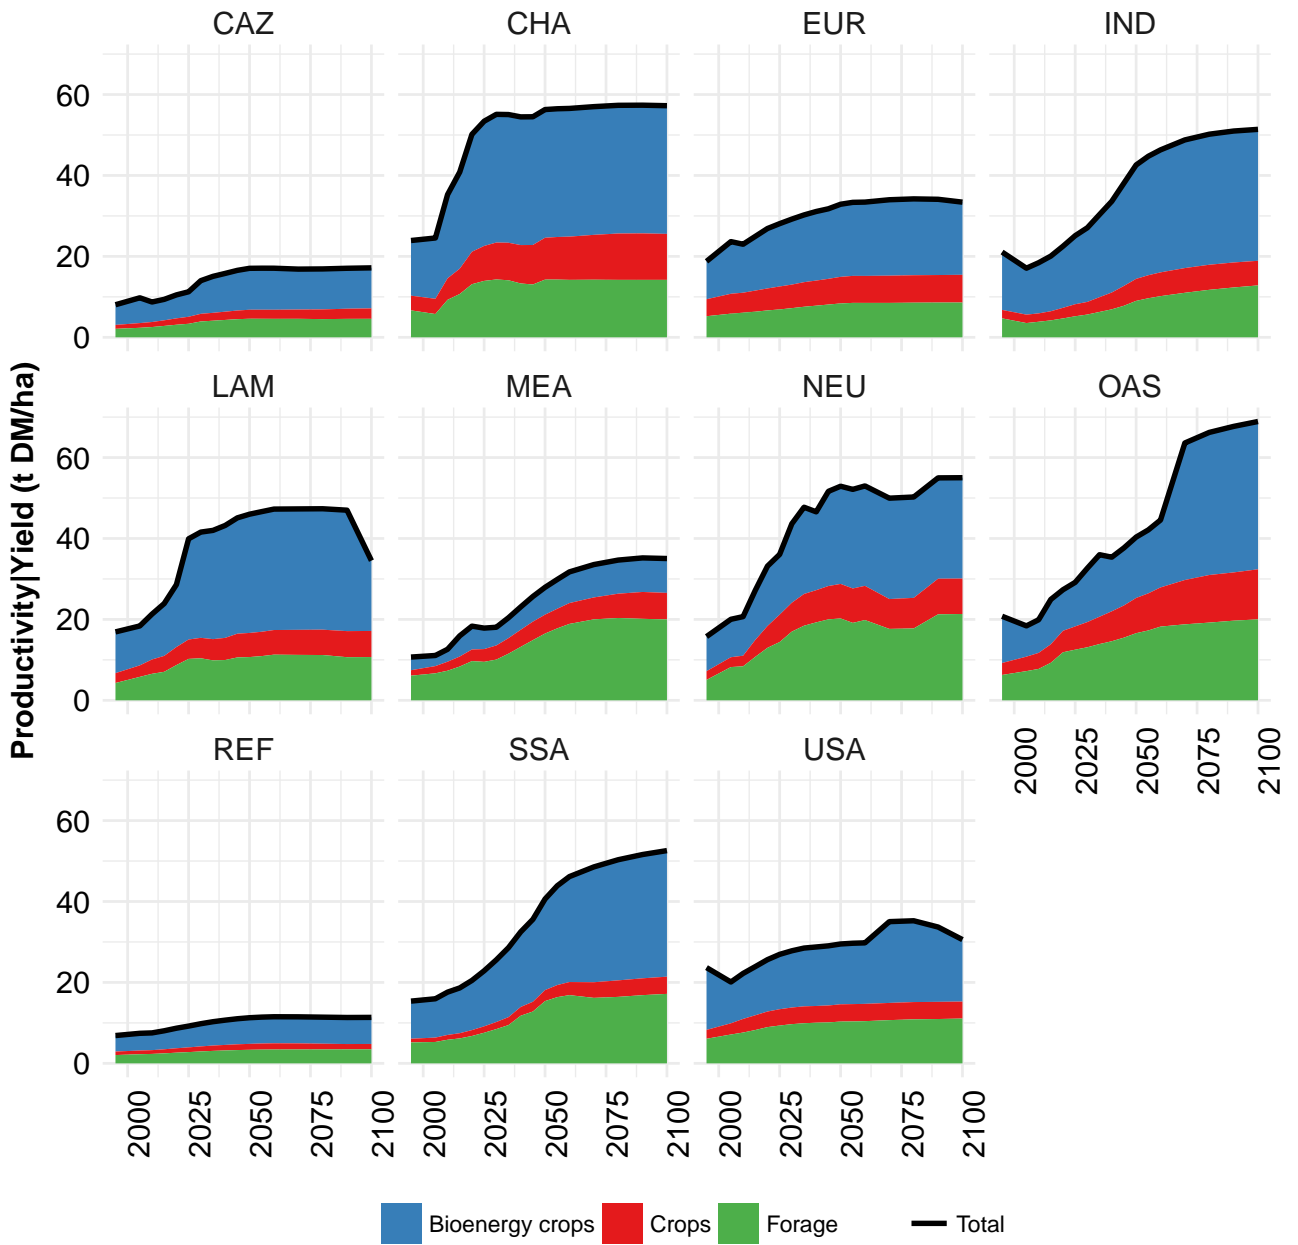 CAZ CHA EUR IND
60
40
20
0
LAM MEA NEU OAS
60
40
20
0
Productivity|Yield (t DM/ha)
REF SSA USA
2000 2025 2050 2075 2100
60
40
20
0
2000 2025 2050 2075 2100 2000 2025 2050 2075 2100 2000 2025 2050 2075 2100
Bioenergy crops Crops Forage Total